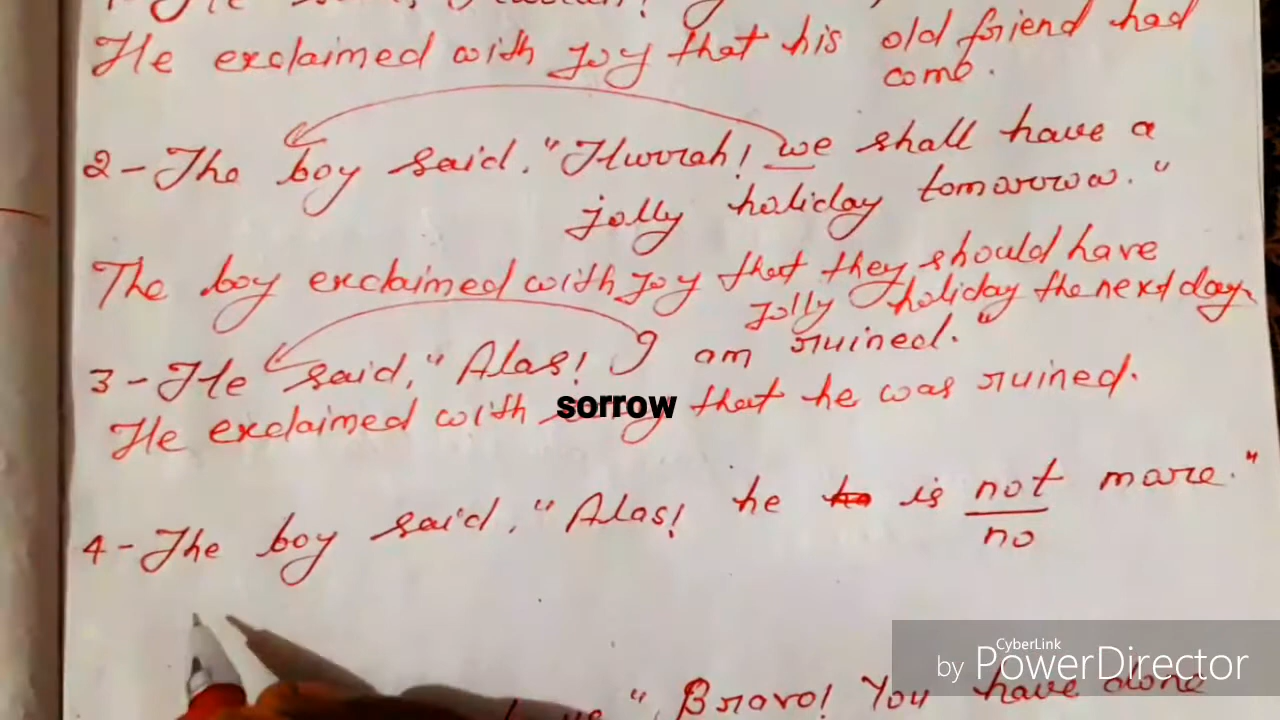 He exclaimed with joy that his old friend had
come.
2-The boy said, "Hurrah! we shall have a
jolly holiday tomorrow."
The boy exclaimed with joy that they should have
jolly holiday the next day.
3-He said, "Alas! I am ruined."
He exclaimed with sorrow that he was ruined.
4-The boy said, "Alas! he is not more."
no
CyberLink
by PowerDirector
"Bravo! You have done